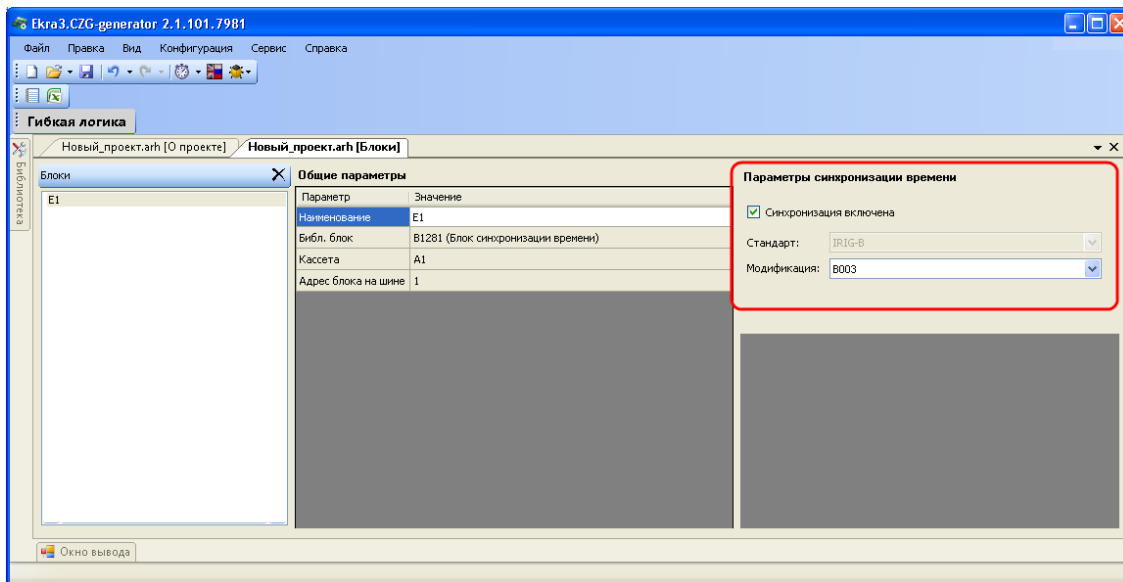 Ekra3.CZG-generator 2.1.101.7981
Файл Правка Вид Конфигурация Сервис Справка
Гибкая логика
Новый_проект.arh [О проекте] Новый_проект.arh [Блоки]
Библиотека
Блоки
E1
Общие параметры
Параметр Значение
Наименование E1
Библ. блок B1281 (Блок синхронизации времени)
Кассета A1
Адрес блока на шине 1
Параметры синхронизации времени
Синхронизация включена
Стандарт: IRIG-B
Модификация: B003
Окно вывода